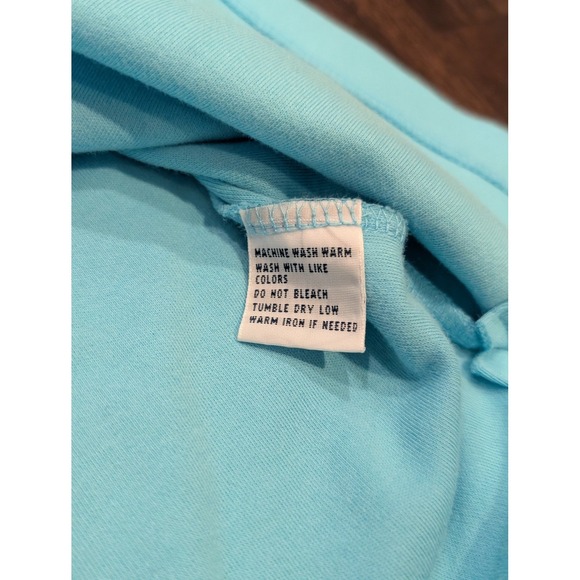 MACHINE WASH WARM
WASH WITH LIKE
COLORS
DO NOT BLEACH
TUMBLE DRY LOW
WARM IRON IF NEEDED